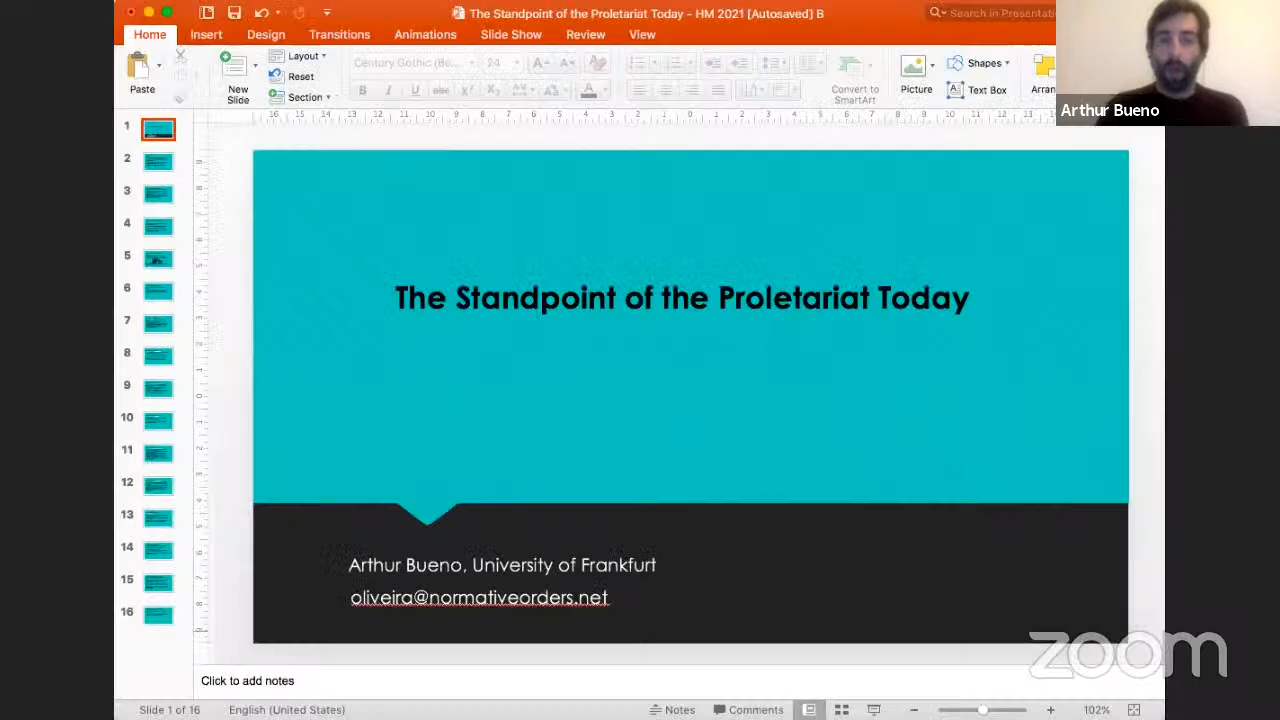 The Standpoint of the Proletariat Today - HM 2021 [Autosaved] B
Search in Presentatio
Home Insert Design Transitions Animations Slide Show Review View
Paste
New
Slide
Layout
Reset
Section
Convert to
SmartArt
Picture
Shapes
Text Box
Arran
Arthur Bueno
1
2
3
4
5
6
7
8
9
10
11
12
13
14
15
16
The Standpoint of the Proletariat Today
Arthur Bueno, University of Frankfurt
oliveira@normativeorders.net
zoom
Click to add notes
Slide 1 of 16 English (United States) Notes Comments 102%